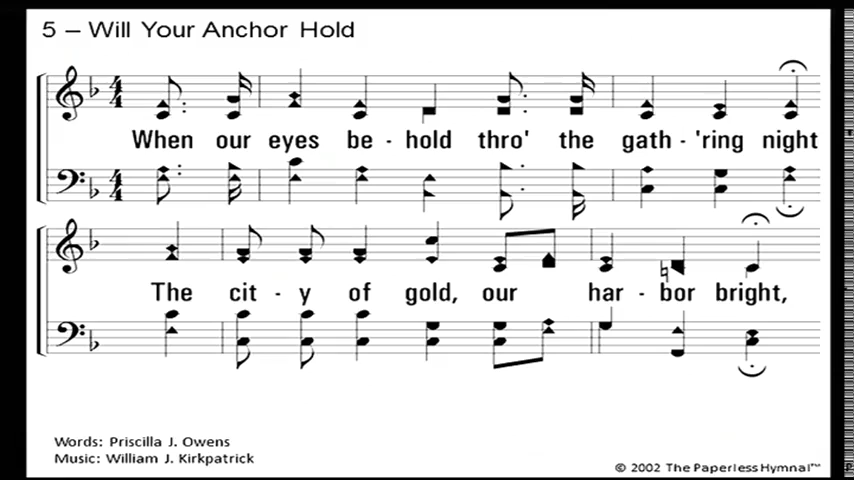 5 – Will Your Anchor Hold
When our eyes be - hold thro' the gath - 'ring night
The cit - y of gold, our har - bor bright,
Words: Priscilla J. Owens
Music: William J. Kirkpatrick
© 2002 The Paperless Hymnal™